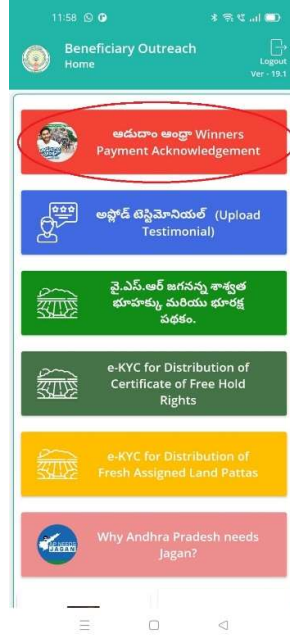 11:58
Beneficiary Outreach
Home
Logout
Ver - 19.1
ఆడుదాం ఆంధ్రా Winners
Payment Acknowledgement
అప్లోడ్ టెస్టిమోనియల్ (Upload
Testimonial)
వై.ఎస్.ఆర్ జగనన్న శాశ్వత
భూహక్కు మరియు భూరక్ష
పథకం.
e-KYC for Distribution of
Certificate of Free Hold
Rights
e-KYC for Distribution of
Fresh Assigned Land Pattas
Why Andhra Pradesh needs
Jagan?